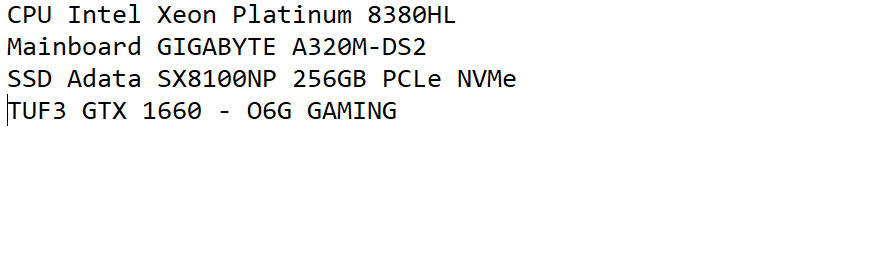 CPU Intel Xeon Platinum 8380HL
Mainboard GIGABYTE A320M-DS2
SSD Adata SX8100NP 256GB PCLe NVMe
TUF3 GTX 1660 - O6G GAMING